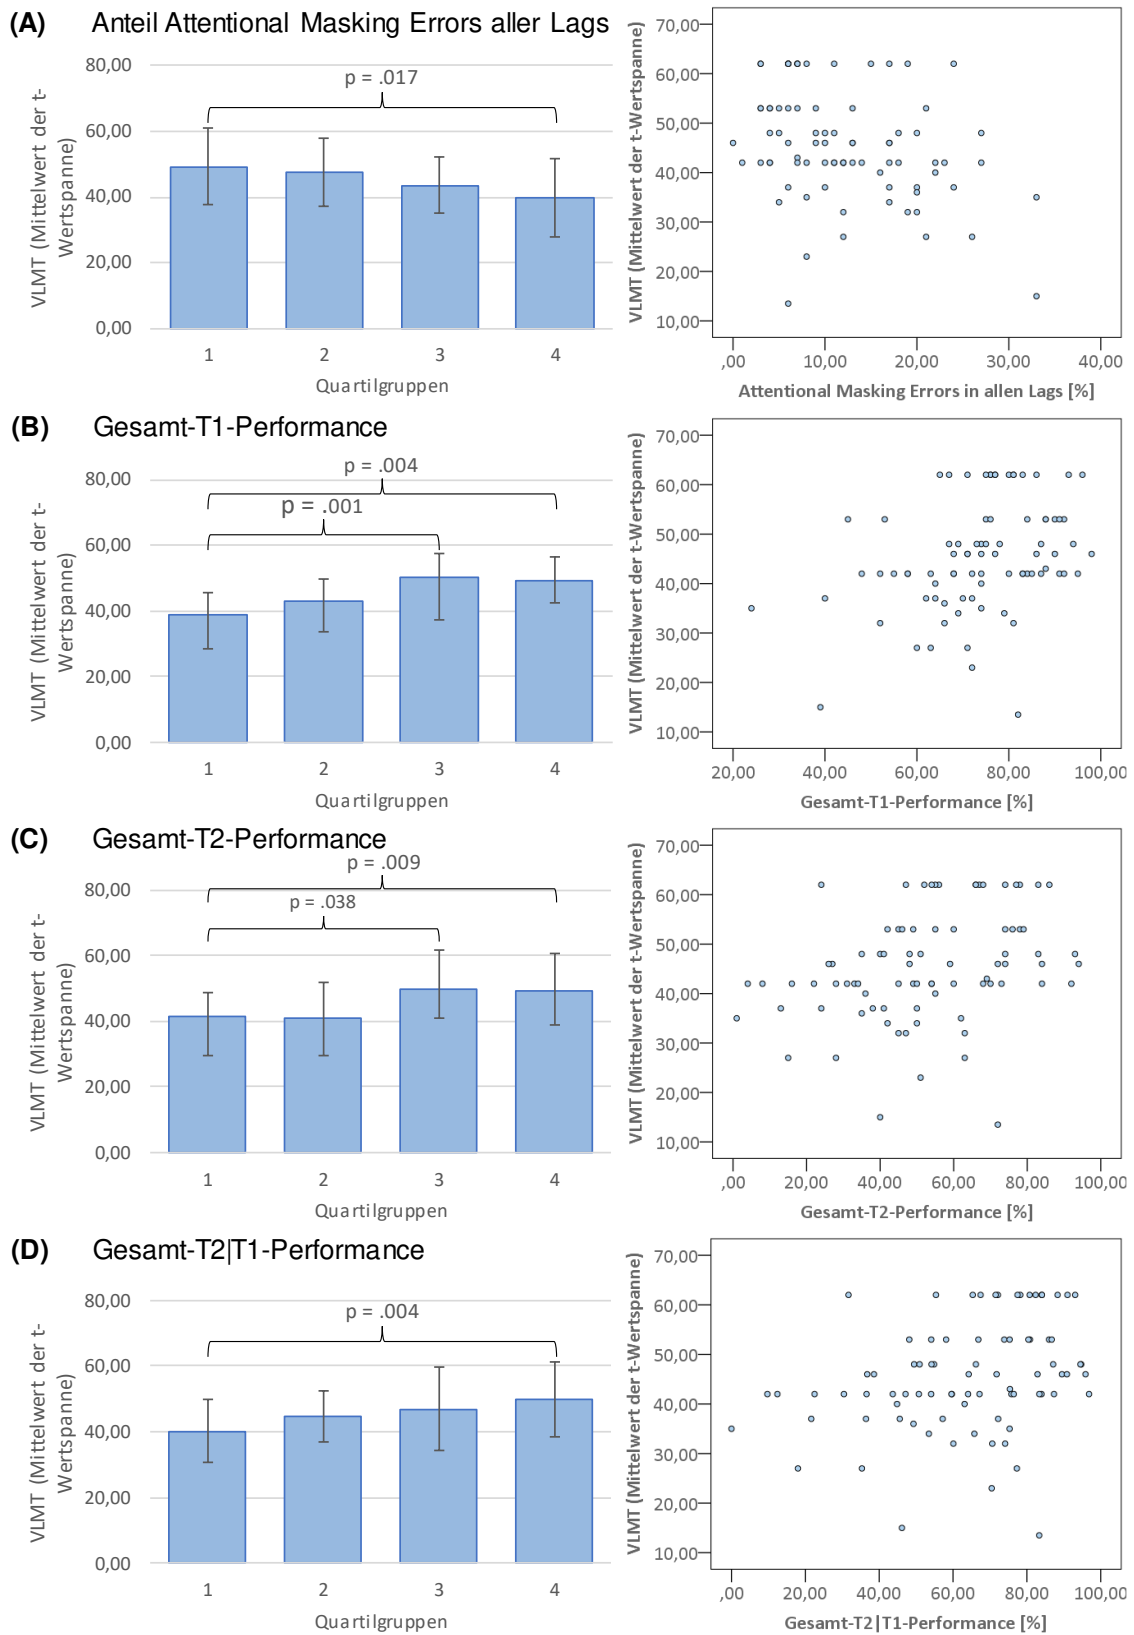 (A) Anteil Attentional Masking Errors aller Lags
VLMT (Mittelwert der t-
Wertspanne)
80,00
60,00
40,00
20,00
0,00
p = .017
1 2 3 4
Quartilgruppen
VLMT (Mittelwert der t-Wertspanne)
70,00
60,00
50,00
40,00
30,00
20,00
10,00
,00 10,00 20,00 30,00 40,00
Attentional Masking Errors in allen Lags [%]
(B) Gesamt-T1-Performance
VLMT (Mittelwert der t-
Wertspanne)
80,00
60,00
40,00
20,00
0,00
p = .004
p = .001
1 2 3 4
Quartilgruppen
VLMT (Mittelwert der t-Wertspanne)
70,00
60,00
50,00
40,00
30,00
20,00
10,00
20,00 40,00 60,00 80,00 100,00
Gesamt-T1-Performance [%]
(C) Gesamt-T2-Performance
VLMT (Mittelwert der t-
Wertspanne)
80,00
60,00
40,00
20,00
0,00
p = .009
p = .038
1 2 3 4
Quartilgruppen
VLMT (Mittelwert der t-Wertspanne)
70,00
60,00
50,00
40,00
30,00
20,00
10,00
,00 20,00 40,00 60,00 80,00 100,00
Gesamt-T2-Performance [%]
(D) Gesamt-T2|T1-Performance
VLMT (Mittelwert der t-
Wertspanne)
80,00
60,00
40,00
20,00
0,00
p = .004
1 2 3 4
Quartilgruppen
VLMT (Mittelwert der t-Wertspanne)
70,00
60,00
50,00
40,00
30,00
20,00
10,00
,00 20,00 40,00 60,00 80,00 100,00
Gesamt-T2|T1-Performance [%]